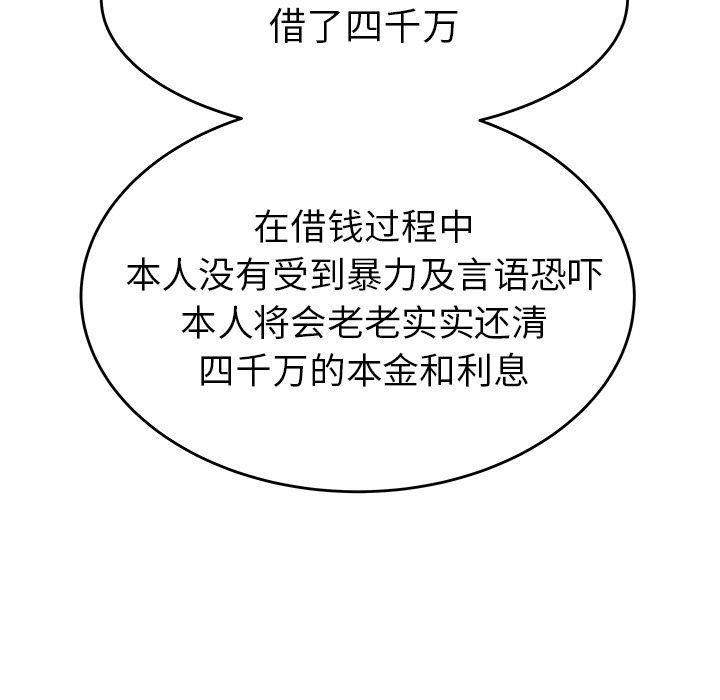 借了四千万
在借钱过程中
本人没有受到暴力及言语恐吓
本人将会老老实实还清
四千万的本金和利息